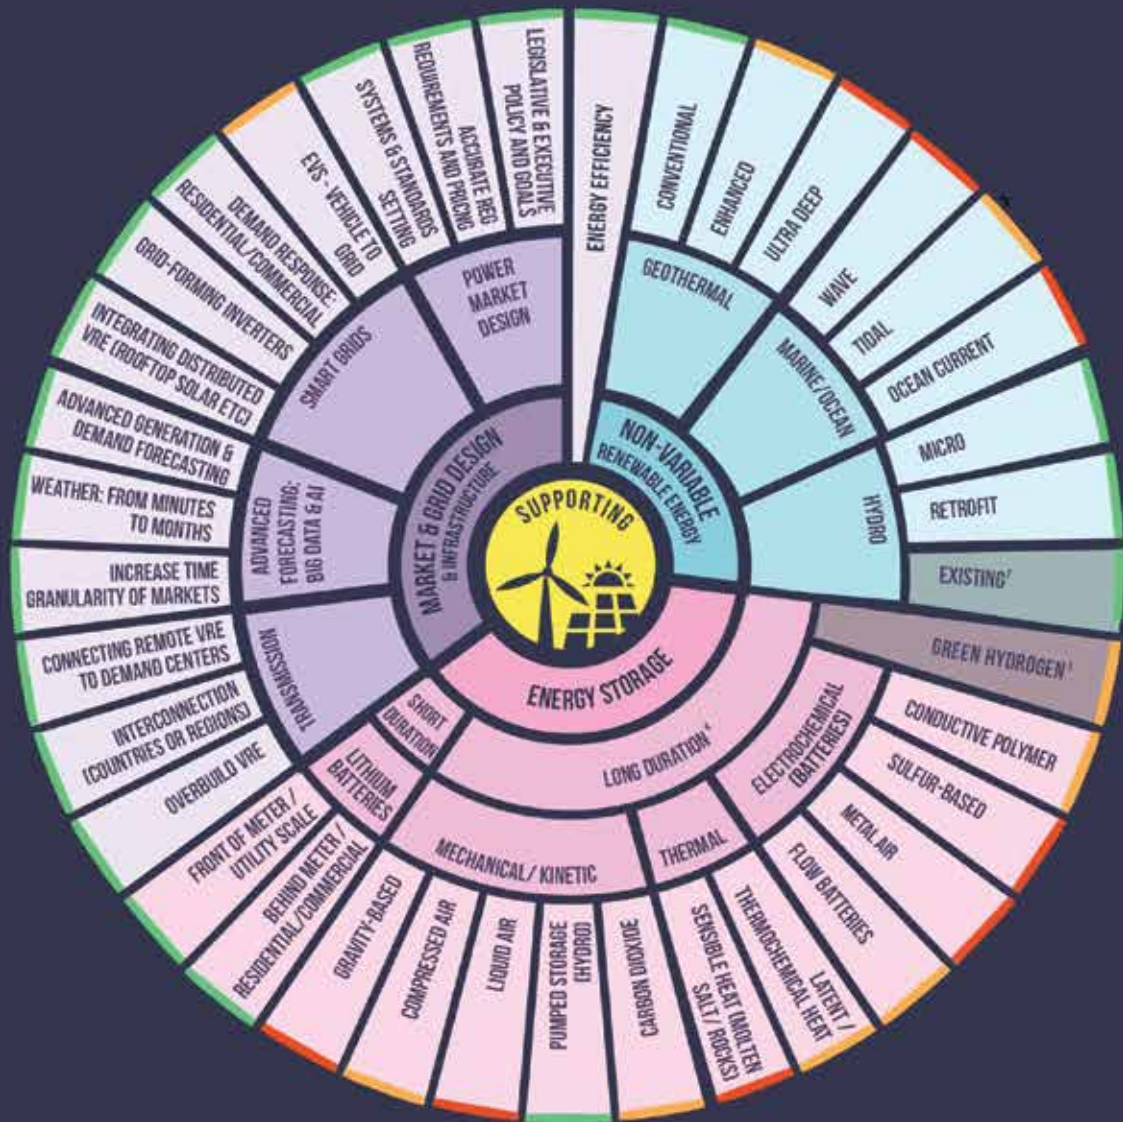 SUPPORTING
NON-VARIABLE
RENEWABLE ENERGY
GEOTHERMAL
CONVENTIONAL
ENHANCED
ULTRA DEEP
MARINE/OCEAN
WAVE
TIDAL
OCEAN CURRENT
HYDRO
MICRO
RETROFIT
EXISTING⁷
ENERGY STORAGE
LONG DURATION
GREEN HYDROGEN
ELECTROCHEMICAL
(BATTERIES)
CONDUCTIVE POLYMER
SULFUR-BASED
METAL AIR
FLOW BATTERIES
THERMAL
LATENT /
THERMOCHEMICAL HEAT
SENSIBLE HEAT (MOLTEN
SALT/ ROCKS)
MECHANICAL/ KINETIC
CARBON DIOXIDE
PUMPED STORAGE
(HYDRO)
LIQUID AIR
COMPRESSED AIR
GRAVITY-BASED
SHORT
DURATION
LITHIUM
BATTERIES
BEHIND METER /
RESIDENTIAL/COMMERCIAL
FRONT OF METER /
UTILITY SCALE
MARKET & GRID DESIGN
& INFRASTRUCTURE
TRANSMISSION
OVERBUILD VRE
INTERCONNECTION
(COUNTRIES OR REGIONS)
CONNECTING REMOTE VRE
TO DEMAND CENTERS
ADVANCED
FORECASTING:
BIG DATA & AI
INCREASE TIME
GRANULARITY OF MARKETS
WEATHER: FROM MINUTES
TO MONTHS
ADVANCED GENERATION &
DEMAND FORECASTING
SMART GRIDS
INTEGRATING DISTRIBUTED
VRE (ROOFTOP SOLAR ETC)
GRID-FORMING INVERTERS
DEMAND RESPONSE:
RESIDENTIAL/COMMERCIAL
EVS - VEHICLE TO
GRID
POWER
MARKET
DESIGN
SYSTEMS & STANDARDS
SETTING
ACCURATE REG
REQUIREMENTS AND PRICNG
LEGISLATIVE & EXECUTIVE
POLICY AND GOALS
ENERGY EFFICIENCY